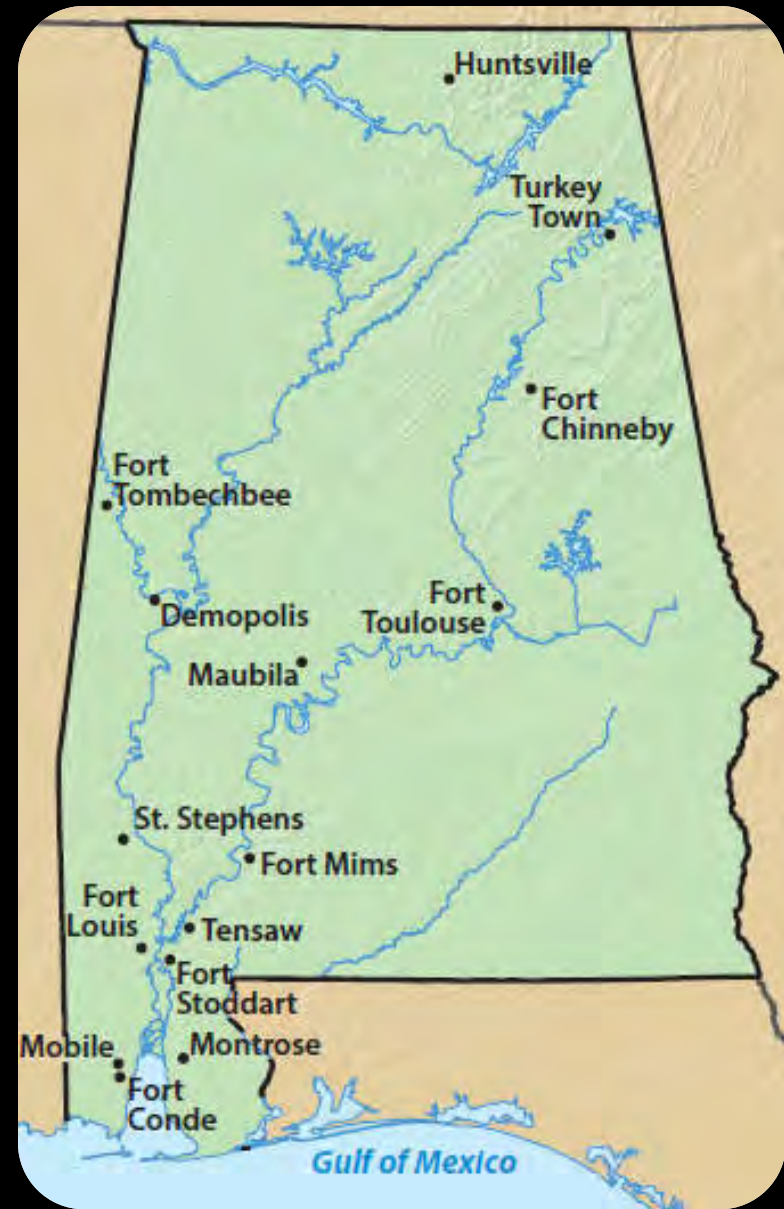 Huntsville
Turkey
Town
Fort
Chinneby
Fort
Tombechbee
Demopolis
Fort
Toulouse
Maubila
St. Stephens
Fort Mims
Fort
Louis
Tensaw
Fort
Stoddart
Mobile
Montrose
Fort
Conde
Gulf of Mexico